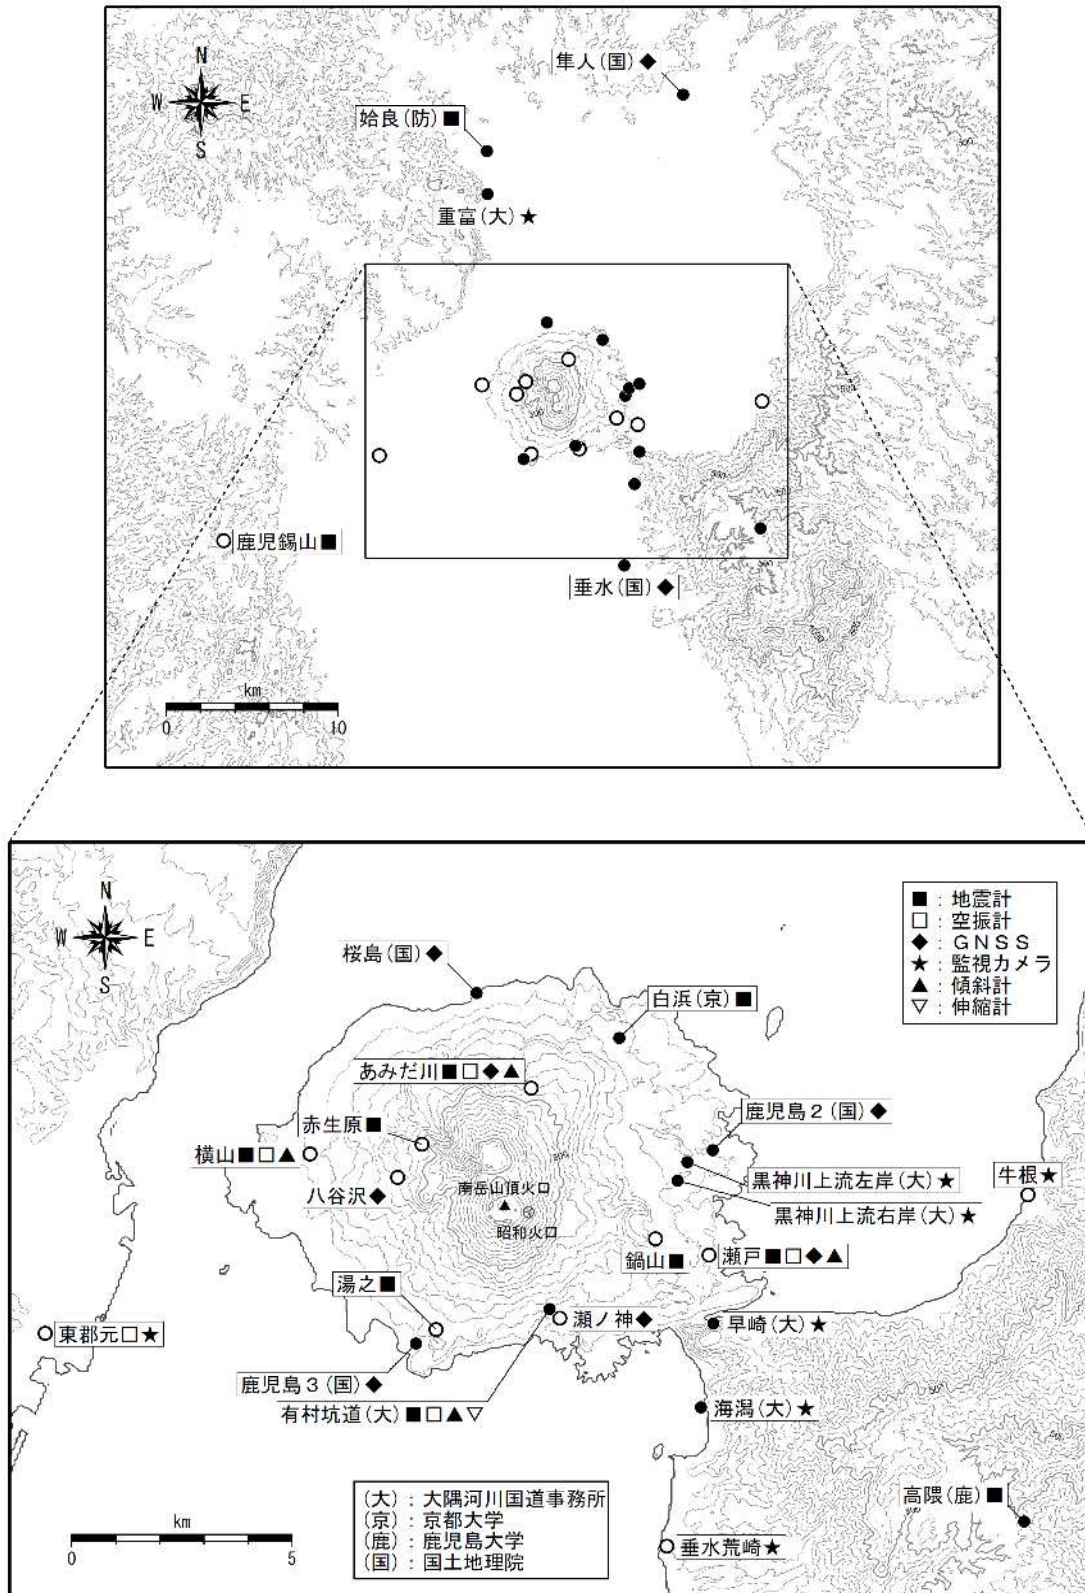 N
W E
S
隼人(国)◆
姶良(防)■
重富(大)★
500
500
500
500
500
鹿児錫山■
垂水(国)◆
km
0 10
N
W E
S
■：地震計
□：空振計
◆：ＧＮＳＳ
★：監視カメラ
▲：傾斜計
▽：伸縮計
桜島(国)◆
白浜(京)■
あみだ川■□◆▲
赤生原■
鹿児島２(国)◆
横山■□▲
500
黒神川上流左岸(大)★
牛根★
八谷沢◆
南岳山頂火口
黒神川上流右岸(大)★
昭和火口
鍋山■
瀬戸■□◆▲
湯之■
瀬ノ神◆
東郡元□★
早崎(大)★
鹿児島３(国)◆
500
有村坑道(大)■□▲▽
海潟(大)★
高隈(鹿)■
(大)：大隅河川国道事務所
(京)：京都大学
(鹿)：鹿児島大学
(国)：国土地理院
km
0 5
垂水荒崎★